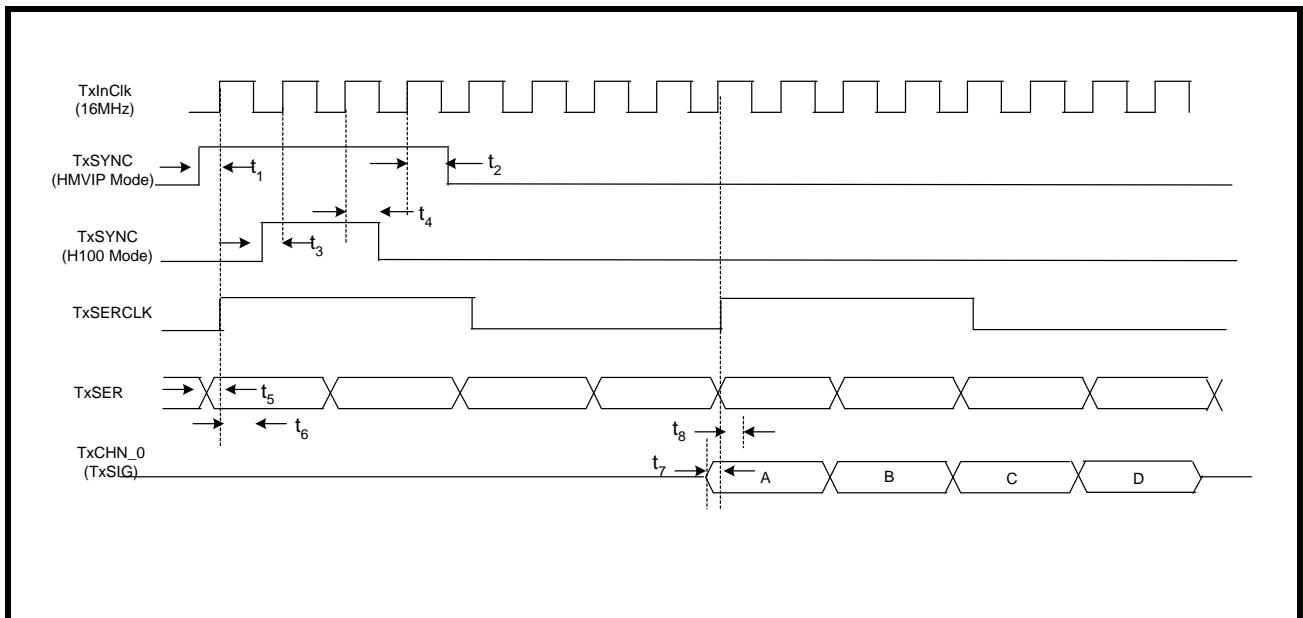 TxInClk
(16MHz)
TxSYNC
(HMVIP Mode)
t1
t2
TxSYNC
(H100 Mode)
t3
t4
TxSERCLK
TxSER
t5
t6
TxCHN_0
(TxSIG)
t7
t8
A
B
C
D